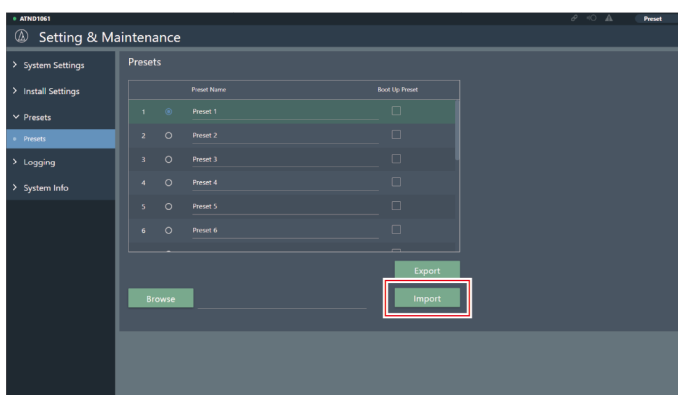 ATND1061
Preset
Setting & Maintenance
System Settings
Install Settings
Presets
Presets
Logging
System Info
Presets
Preset Name Boot Up Preset
1 Preset 1
2 Preset 2
3 Preset 3
4 Preset 4
5 Preset 5
6 Preset 6
Export
Browse Import